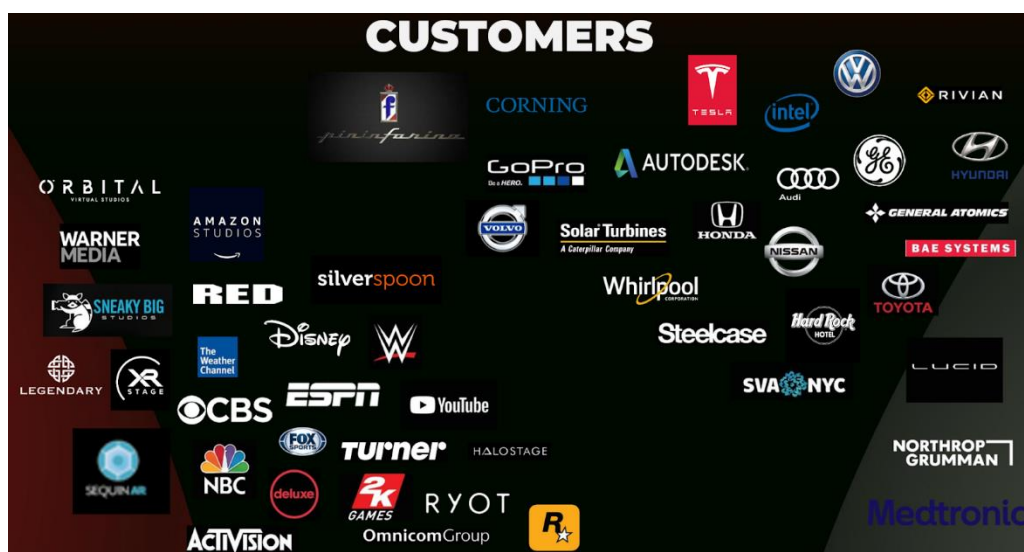 CUSTOMERS
pininfarina
CORNING
TESLA
intel
RIVIAN
GoPro
Be a HERO.
AUTODESK.
Audi
GE
HYUNDAI
ORBITAL
VIRTUAL STUDIOS
AMAZON
STUDIOS
VOLVO
Solar Turbines
A Caterpillar Company
HONDA
NISSAN
GENERAL ATOMICS
BAE SYSTEMS
WARNER
MEDIA
silverspoon
RED
Whirlpool
CORPORATION
TOYOTA
SNEAKY BIG
STUDIOS
DISNEY
W
Steelcase
Hard Rock
HOTEL
The
Weather
Channel
LEGENDARY
XR
STAGE
CBS
ESPN
YouTube
SVA NYC
LUCID
SEQUIN AR
NBC
FOX
SPORTS
TURNER
HALOSTAGE
NORTHROP
GRUMMAN
deluxe
2K
GAMES
RYOT
Medtronic
ACTIVISION
OmnicomGroup
R